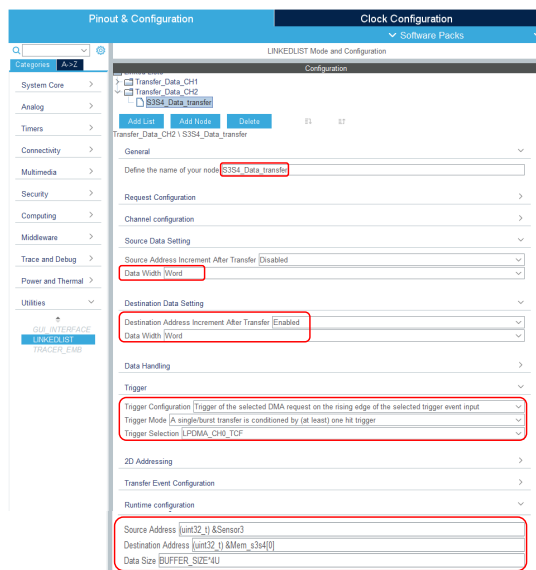 Pinout & Configuration
Clock Configuration
Software Packs
LINKEDLIST Mode and Configuration
Categories A->Z
Configuration
System Core
Analog
Timers
Connectivity
Multimedia
Security
Computing
Middleware
Trace and Debug
Power and Thermal
Utilities
GUI_INTERFACE
LINKEDLIST
TRACER_EMB
Transfer_Data_CH1
Transfer_Data_CH2
S3S4_Data_transfer
Add List Add Node Delete
Transfer_Data_CH2 \ S3S4_Data_transfer
General
Define the name of your node S3S4_Data_transfer
Request Configuration
Channel configuration
Source Data Setting
Source Address Increment After Transfer Disabled
Data Width Word
Destination Data Setting
Destination Address Increment After Transfer Enabled
Data Width Word
Data Handling
Trigger
Trigger Configuration Trigger of the selected DMA request on the rising edge of the selected trigger event input
Trigger Mode A single/burst transfer is conditioned by (at least) one hit trigger
Trigger Selection LPDMA_CH0_TCF
2D Addressing
Transfer Event Configuration
Runtime configuration
Source Address (uint32_t) &Sensor3
Destination Address (uint32_t) &Mem_s3s4[0]
Data Size BUFFER_SIZE*4U